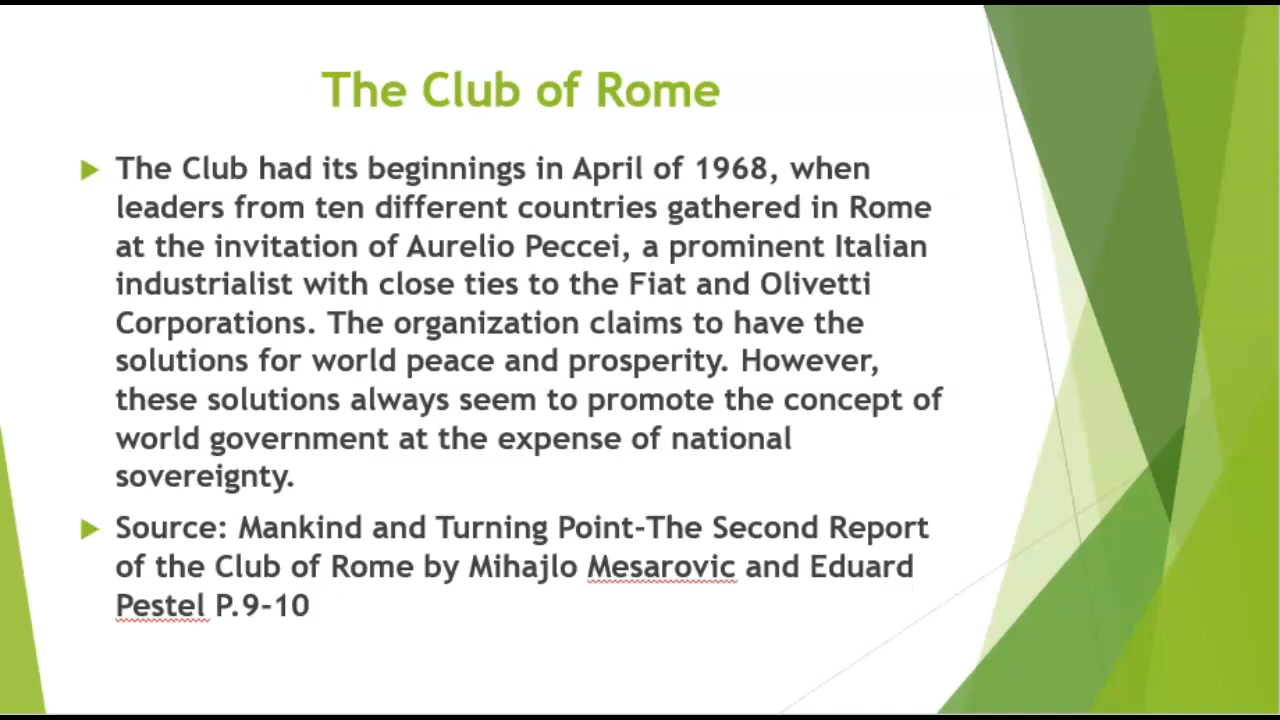 The Club of Rome
The Club had its beginnings in April of 1968, when
leaders from ten different countries gathered in Rome
at the invitation of Aurelio Peccei, a prominent Italian
industrialist with close ties to the Fiat and Olivetti
Corporations. The organization claims to have the
solutions for world peace and prosperity. However,
these solutions always seem to promote the concept of
world government at the expense of national
sovereignty.
Source: Mankind and Turning Point-The Second Report
of the Club of Rome by Mihajlo Mesarovic and Eduard
Pestel P.9-10